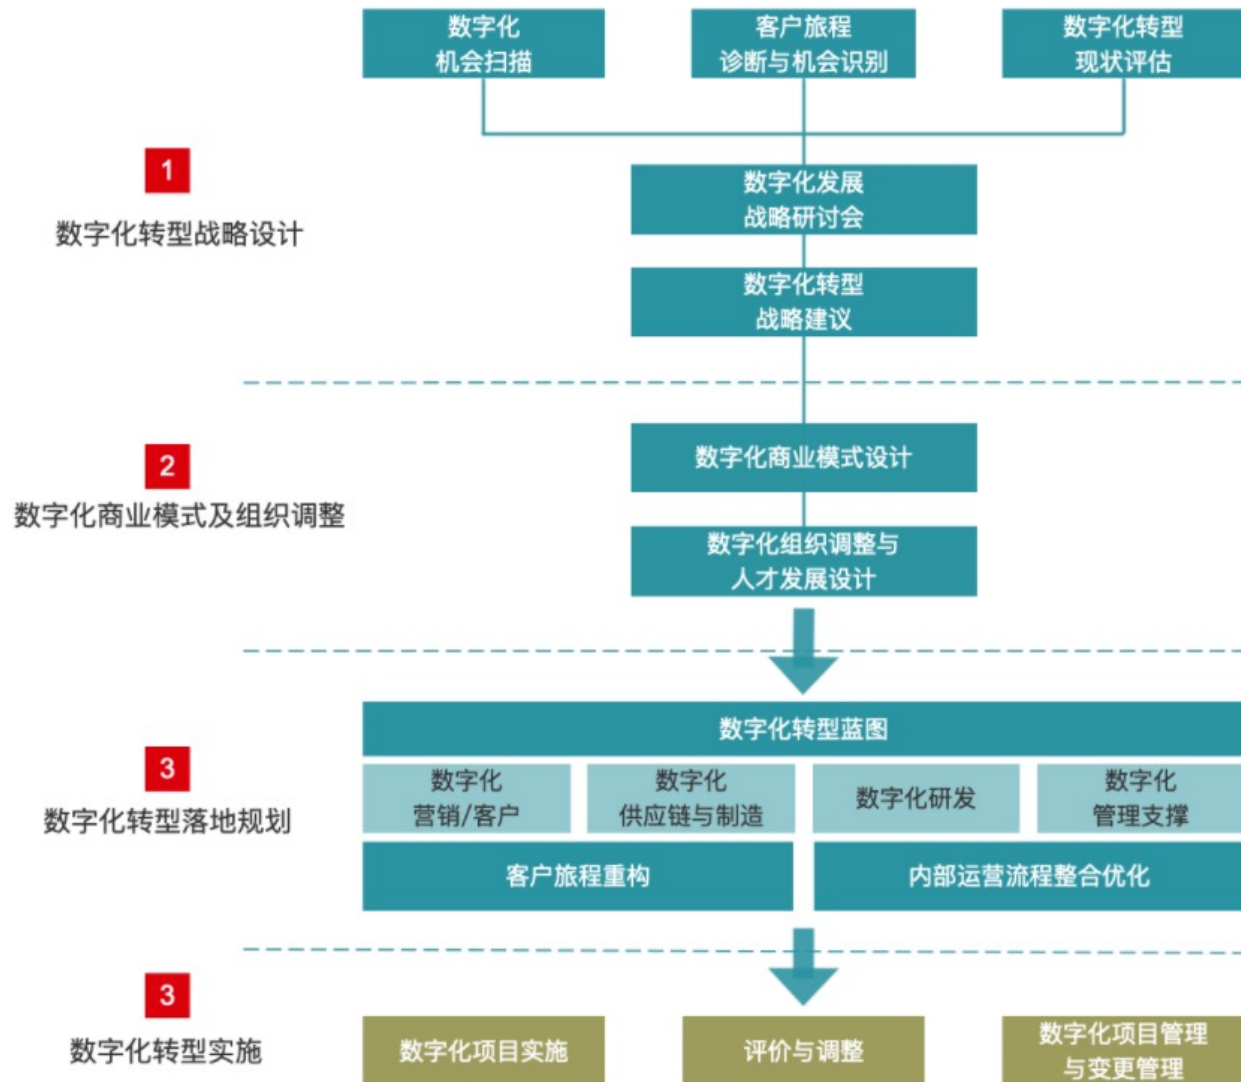 数字化
机会扫描
客户旅程
诊断与机会识别
数字化转型
现状评估
1
数字化转型战略设计
数字化发展
战略研讨会
数字化转型
战略建议
2
数字化商业模式及组织调整
数字化商业模式设计
数字化组织调整与
人才发展设计
3
数字化转型落地规划
数字化转型蓝图
数字化
营销/客户
数字化
供应链与制造
数字化研发
数字化
管理支撑
客户旅程重构
内部运营流程整合优化
3
数字化转型实施
数字化项目实施
评价与调整
数字化项目管理
与变更管理